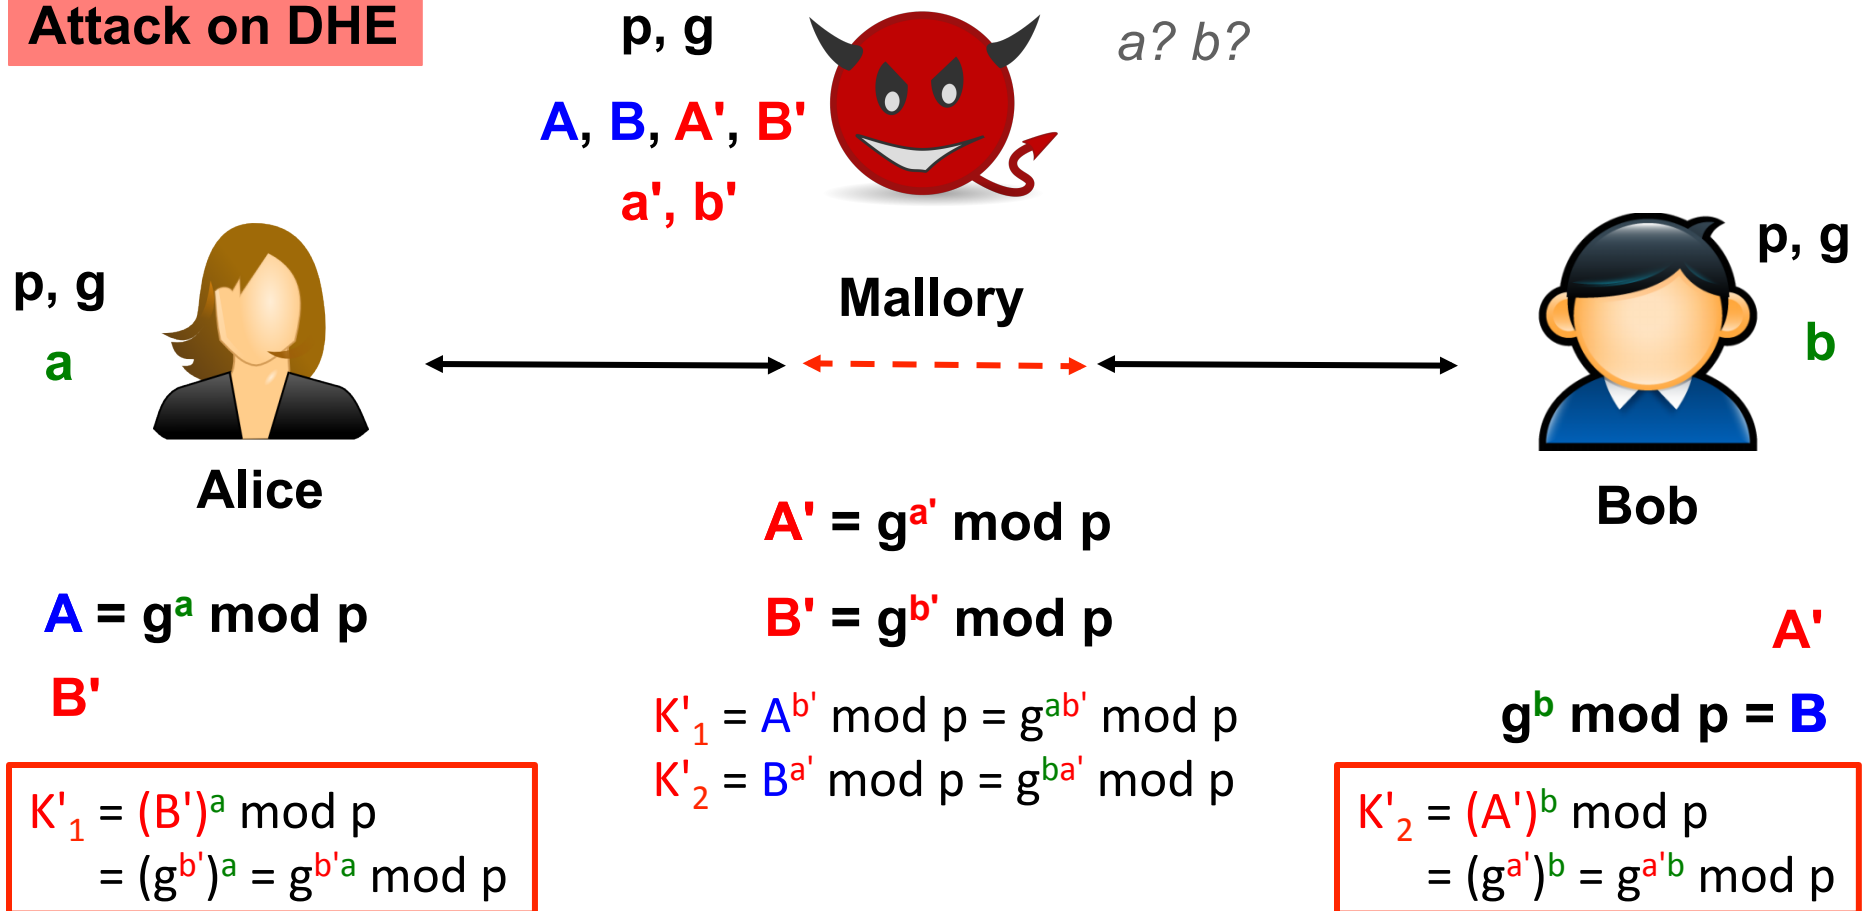 Attack on DHE
p, g
a? b?
A, B, A', B'
a', b'
p, g
a
Alice
Mallory
p, g
b
Bob
A = gᵃ mod p
B'
K'₁ = (B')ᵃ mod p
= (gᵇ')ᵃ = gᵇ'ᵃ mod p
A' = gᵃ' mod p
B' = gᵇ' mod p
K'₁ = Aᵇ' mod p = gᵃᵇ' mod p
K'₂ = Bᵃ' mod p = gᵇᵃ' mod p
A'
gᵇ mod p = B
K'₂ = (A')ᵇ mod p
= (gᵃ')ᵇ = gᵃ'ᵇ mod p